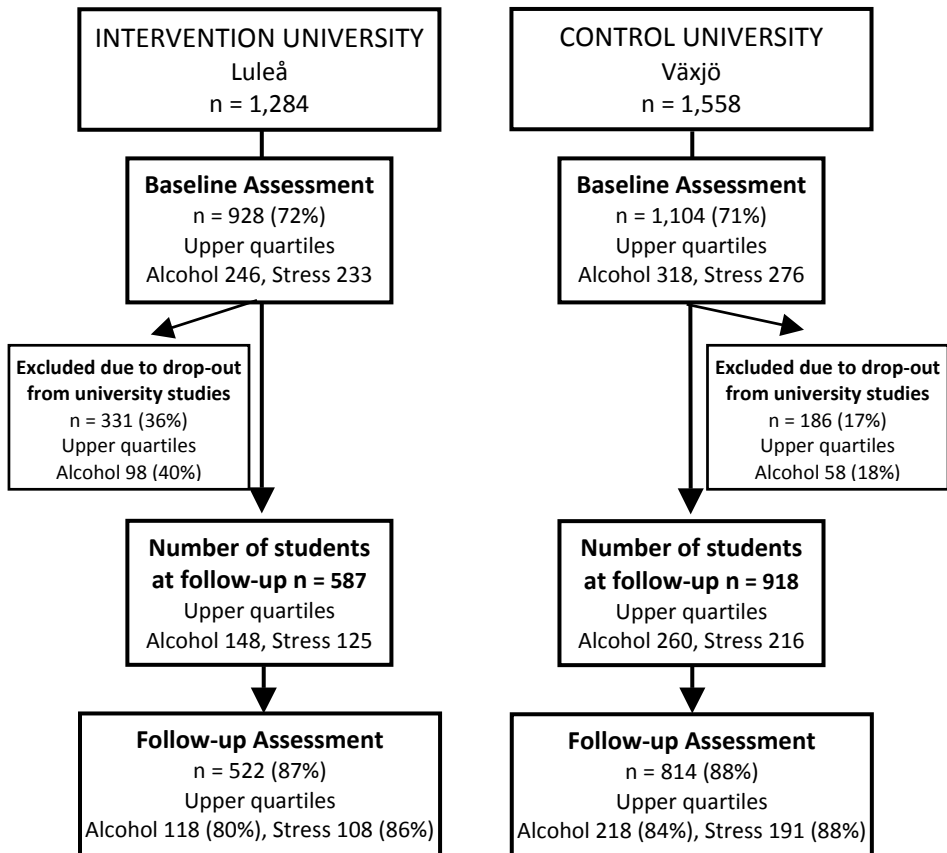 INTERVENTION UNIVERSITY
Luleå
n = 1,284
CONTROL UNIVERSITY
Växjö
n = 1,558
Baseline Assessment
n = 928 (72%)
Upper quartiles
Alcohol 246, Stress 233
Baseline Assessment
n = 1,104 (71%)
Upper quartiles
Alcohol 318, Stress 276
Excluded due to drop-out
from university studies
n = 331 (36%)
Upper quartiles
Alcohol 98 (40%)
Excluded due to drop-out
from university studies
n = 186 (17%)
Upper quartiles
Alcohol 58 (18%)
Number of students
at follow-up n = 587
Upper quartiles
Alcohol 148, Stress 125
Number of students
at follow-up n = 918
Upper quartiles
Alcohol 260, Stress 216
Follow-up Assessment
n = 522 (87%)
Upper quartiles
Alcohol 118 (80%), Stress 108 (86%)
Follow-up Assessment
n = 814 (88%)
Upper quartiles
Alcohol 218 (84%), Stress 191 (88%)